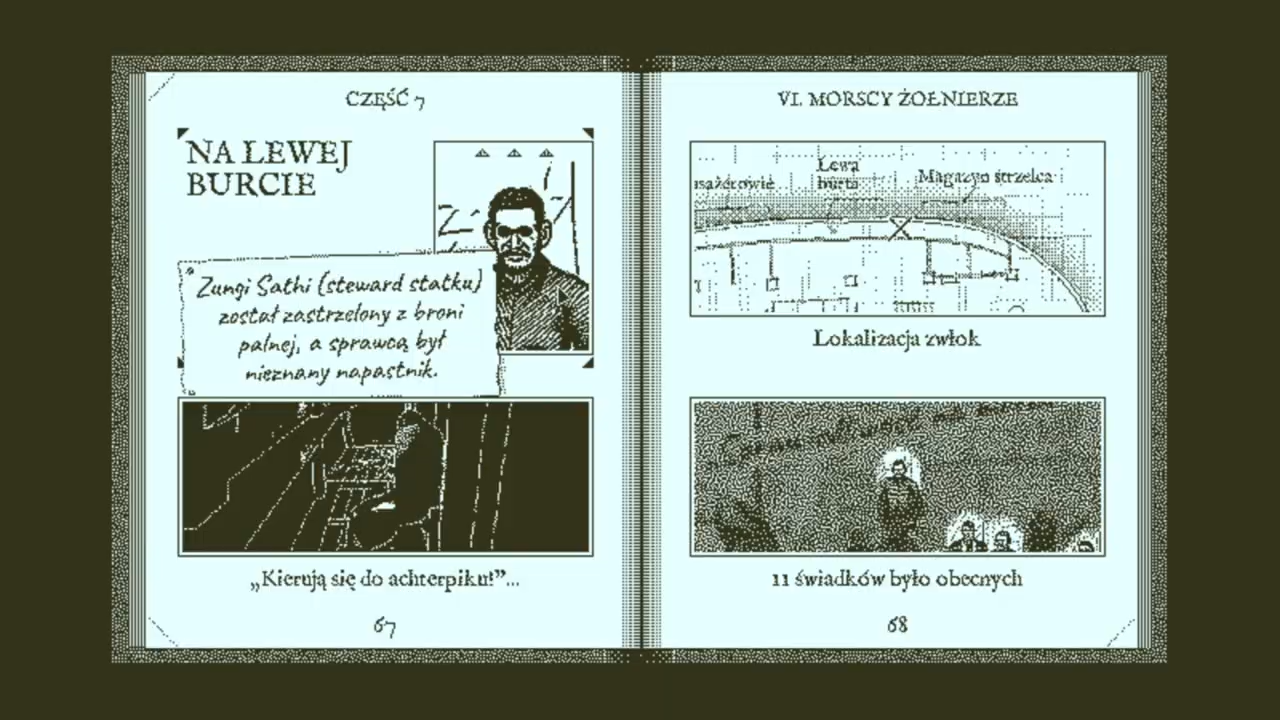 CZĘŚĆ 7
NA LEWEJ
BURCIE
Zungi Sathi (steward statku)
został zastrzelony z broni
palnej, a sprawcą był
nieznany napastnik.
„Kierują się do achterpiku!”...
67
VI. MORSCY ŻOŁNIERZE
Lewa
burta
Magazyn strzelca
Lokalizacja zwłok
11 świadków było obecnych
68